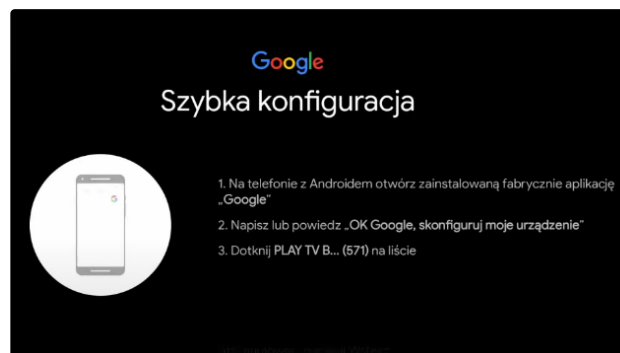 Google
Szybka konfiguracja
1. Na telefonie z Androidem otwórz zainstalowaną fabrycznie aplikację
„Google”
2. Napisz lub powiedz „OK Google, skonfiguruj moje urządzenie”
3. Dotknij PLAY TV B... (571) na liście